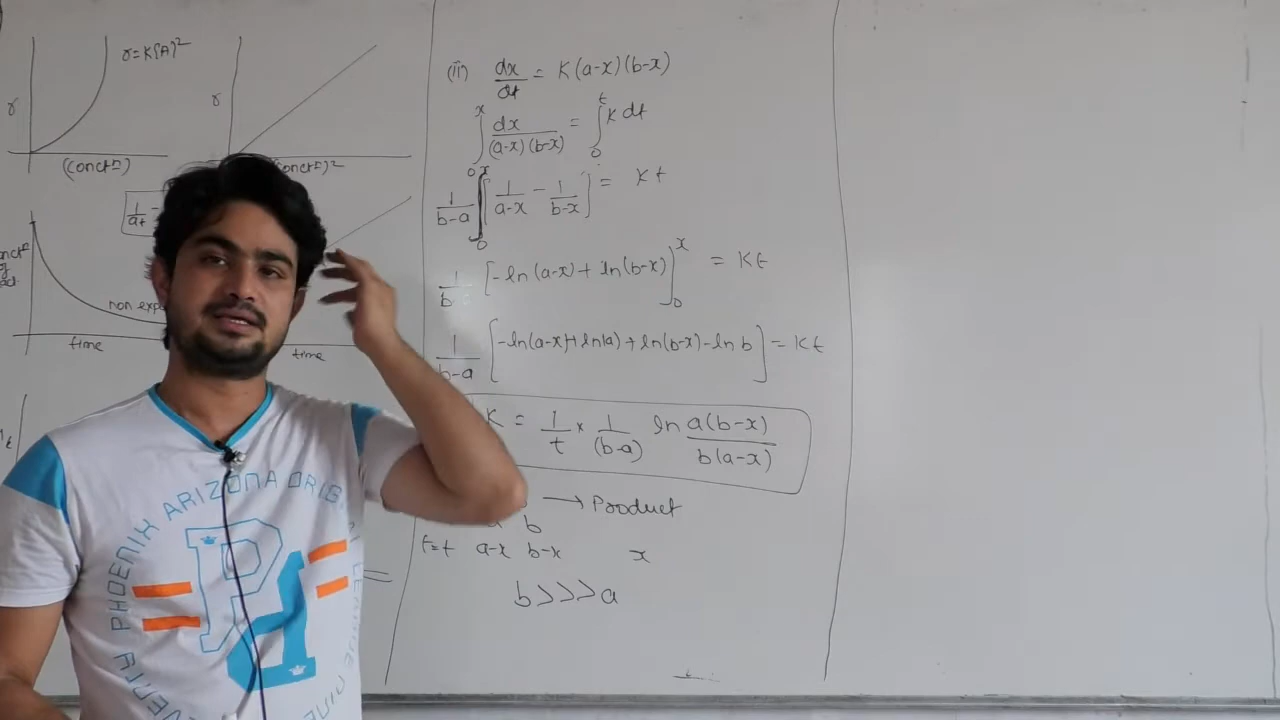 r=K[A]²
r
(Concⁿ)
r
(Concⁿ)²
time
non exp
time
(ii) dx/dt = K(a-x)(b-x)
∫₀ˣ dx/(a-x)(b-x) = ∫₀ᵗ K dt
1/b-a ∫₀ˣ [1/a-x - 1/b-x] = Kt
1/b [-ln(a-x) + ln(b-x)]₀ˣ = Kt
1/b-a [-ln(a-x)+ln(a)+ln(b-x)-ln b] = Kt
K = 1/t × 1/(b-a) ln a(b-x)/b(a-x)
→ Product
a b
t=t a-x b-x x
b>>>a
PHOENIX ARIZONA